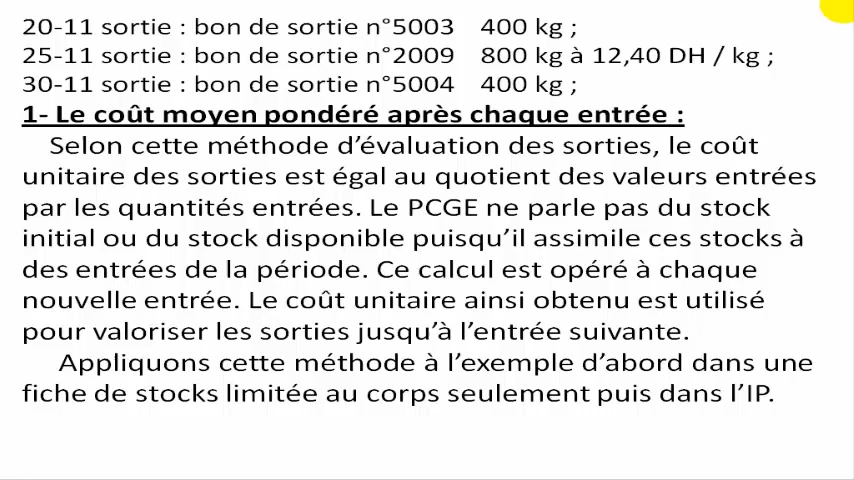 20-11 sortie : bon de sortie n°5003 400 kg ;
25-11 sortie : bon de sortie n°2009 800 kg à 12,40 DH / kg ;
30-11 sortie : bon de sortie n°5004 400 kg ;
1- Le coût moyen pondéré après chaque entrée :
Selon cette méthode d’évaluation des sorties, le coût
unitaire des sorties est égal au quotient des valeurs entrées
par les quantités entrées. Le PCGE ne parle pas du stock
initial ou du stock disponible puisqu’il assimile ces stocks à
des entrées de la période. Ce calcul est opéré à chaque
nouvelle entrée. Le coût unitaire ainsi obtenu est utilisé
pour valoriser les sorties jusqu’à l’entrée suivante.
Appliquons cette méthode à l’exemple d’abord dans une
fiche de stocks limitée au corps seulement puis dans l’IP.